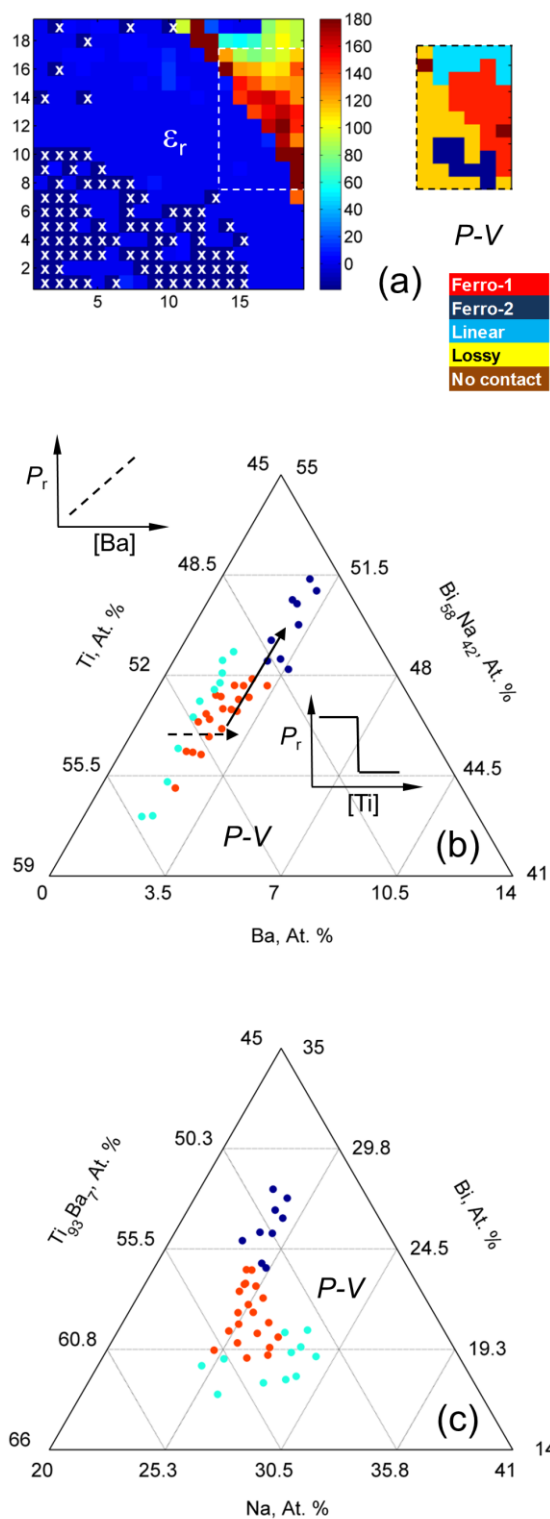 18
16
14
12
10
8
6
4
2
5
10
15
εr
180
160
140
120
100
80
60
40
20
0
P-V
(a)
Ferro-1
Ferro-2
Linear
Lossy
No contact
Pr
[Ba]
45
55
48.5
51.5
Ti, At. %
Bi58Na42, At. %
52
48
Pr
[Ti]
55.5
44.5
P-V
(b)
59
41
0
3.5
7
10.5
14
Ba, At. %
45
35
50.3
29.8
Ti93Ba7, At. %
Bi, At. %
55.5
24.5
P-V
60.8
19.3
(c)
66
14
20
25.3
30.5
35.8
41
Na, At. %